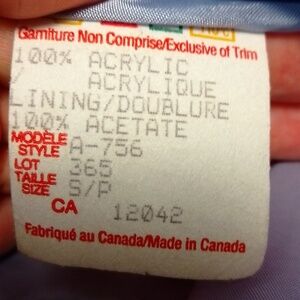 Garniture Non Comprise/Exclusive of Trim
100% ACRYLIC
/ ACRYLIQUE
LINING/DOUBLURE
100% ACETATE
MODÈLE
STYLE A-756
LOT 365
TAILLE
SIZE S/P
CA 12042
Fabriqué au Canada/Made in Canada